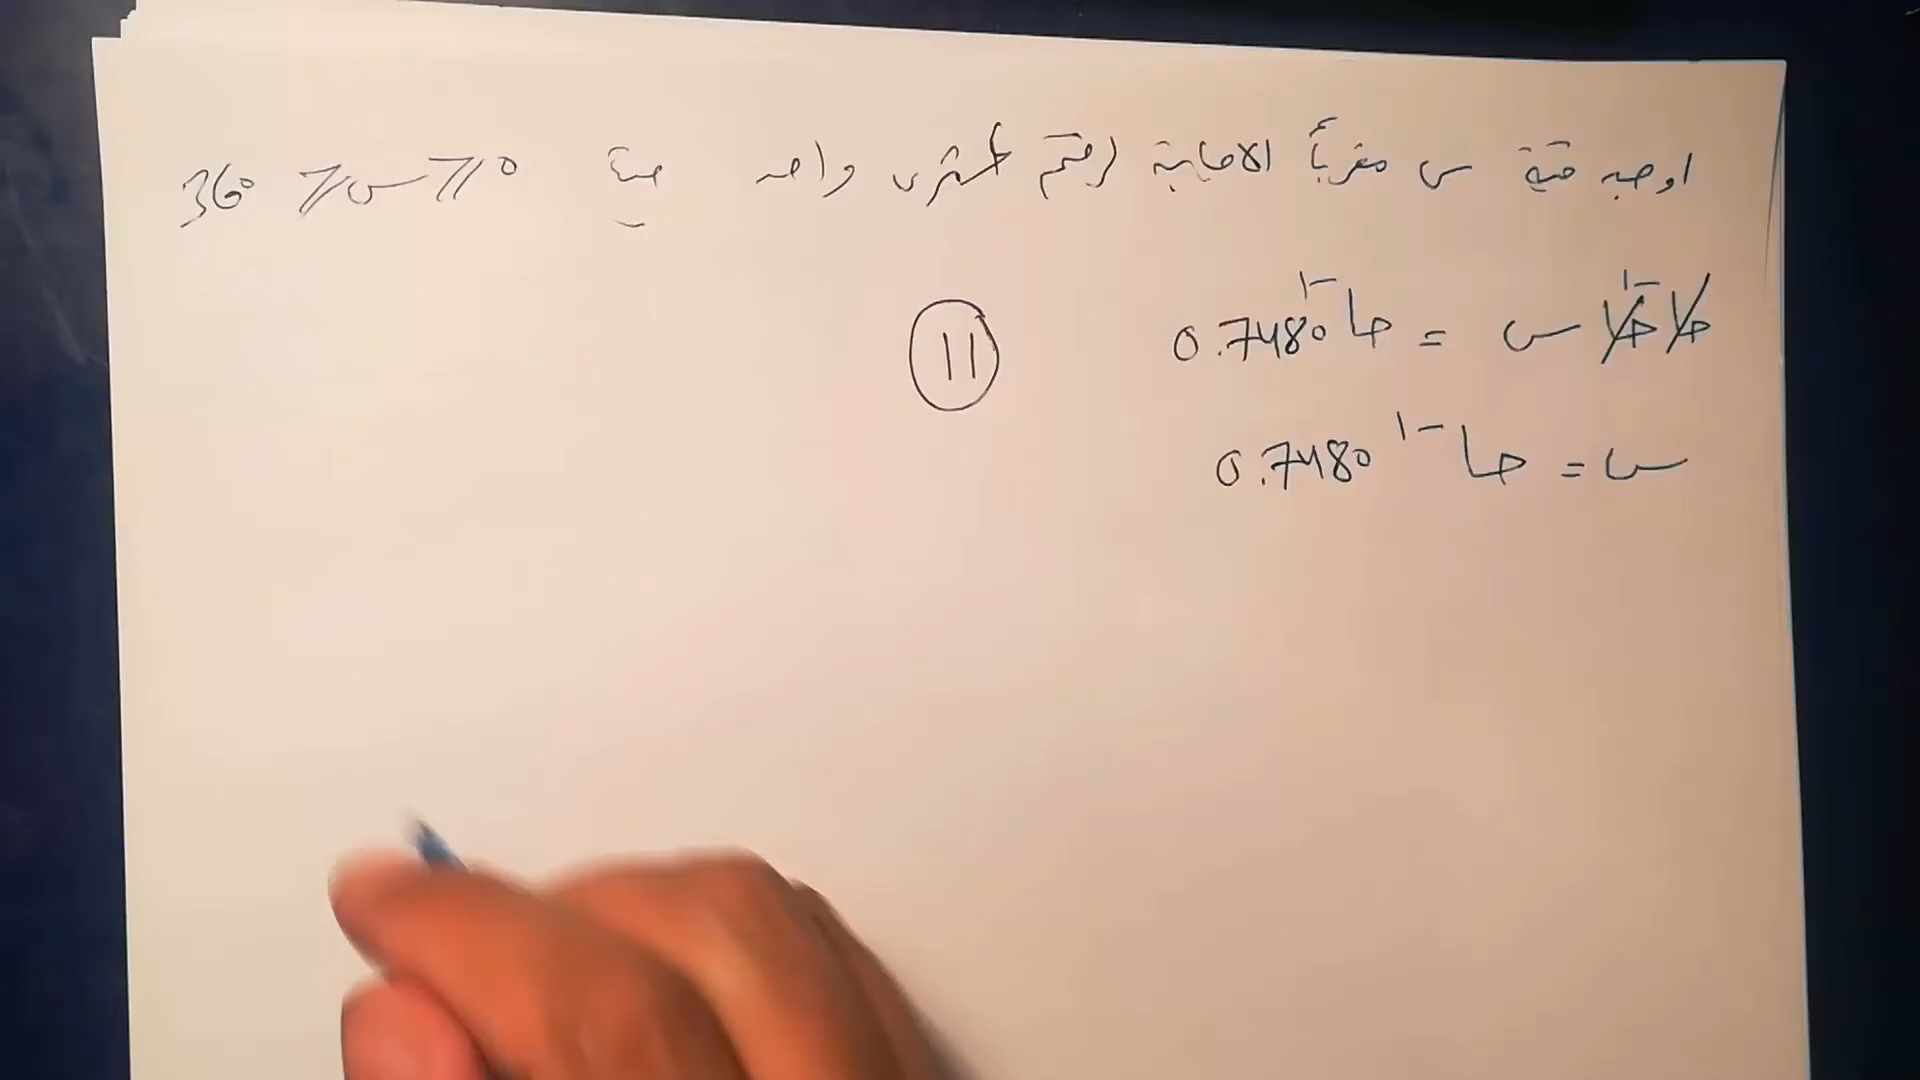 اوجد قيمة س مقرباً الاجابة لرقم عشري واحد حيث 0 ≤ س ≤ 360
جا جا⁻¹ س = جا⁻¹ 0.7480
11
س = جا⁻¹ 0.7480